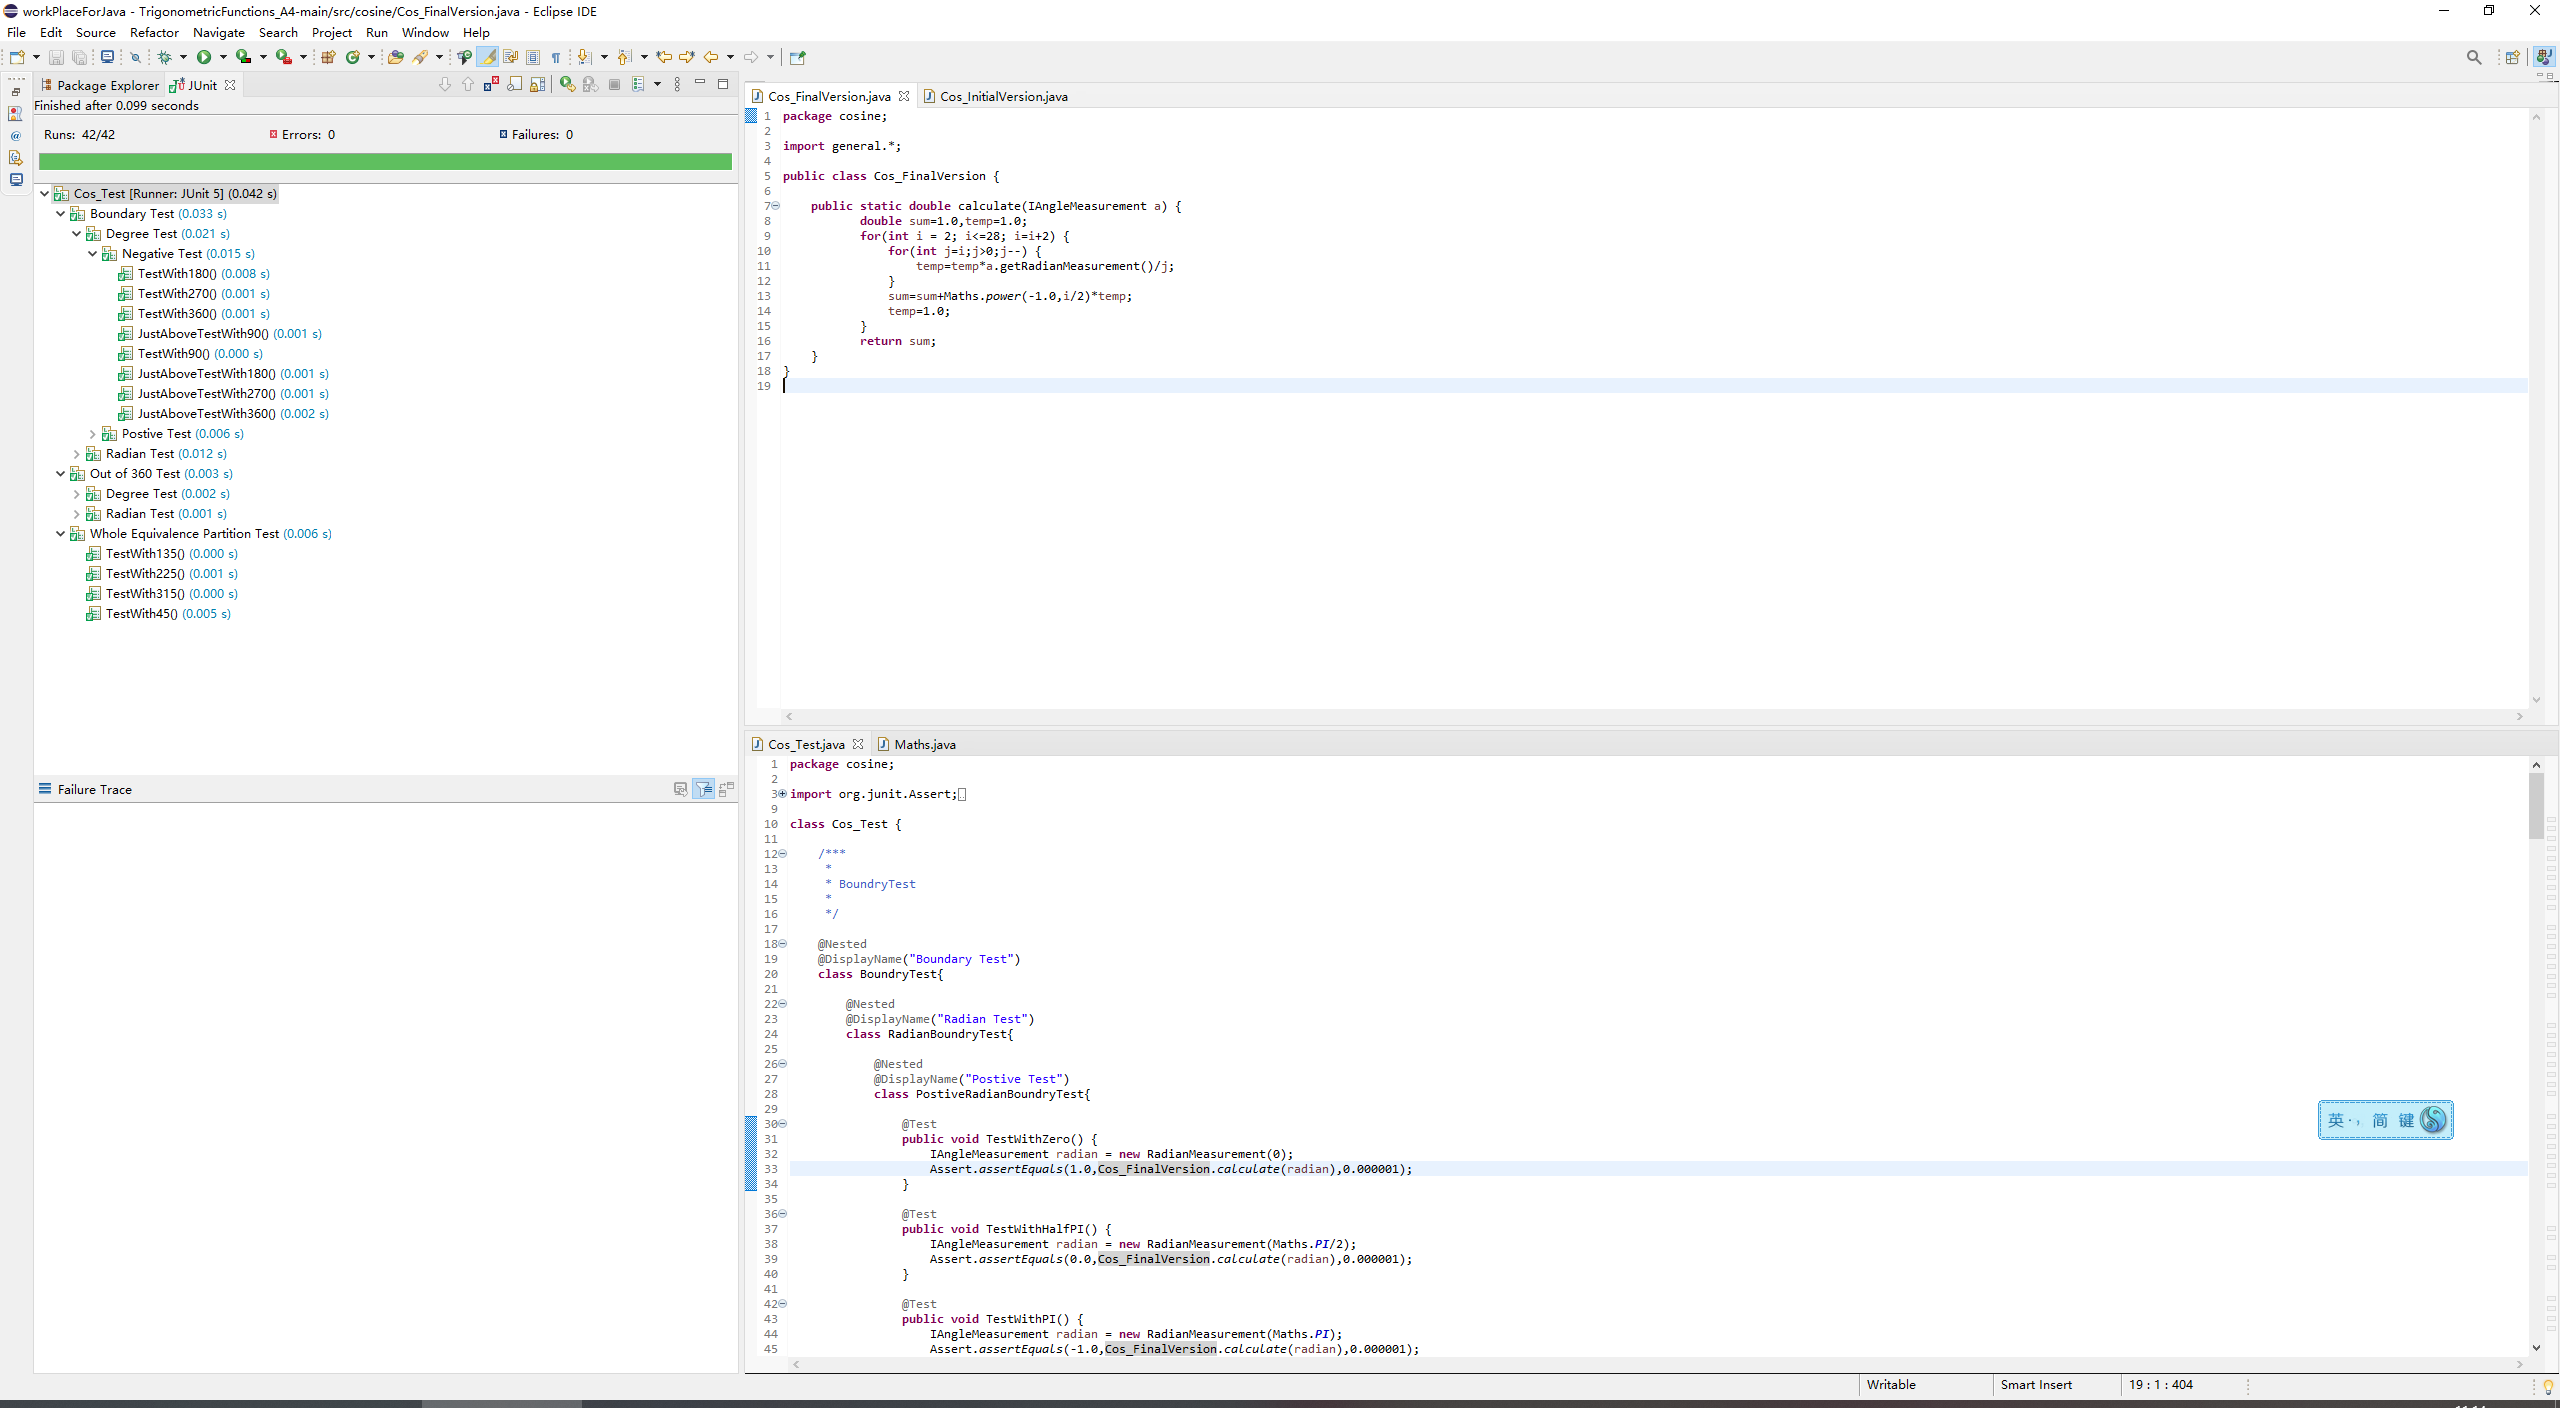 workPlaceForJava - TrigonometricFunctions_A4-main/src/cosine/Cos_FinalVersion.java - Eclipse IDE
File Edit Source Refactor Navigate Search Project Run Window Help
Package Explorer JUnit
Finished after 0.099 seconds
Runs: 42/42 Errors: 0 Failures: 0
Cos_Test [Runner: JUnit 5] (0.042 s)
Boundary Test (0.033 s)
Degree Test (0.021 s)
Negative Test (0.015 s)
TestWith180() (0.008 s)
TestWith270() (0.001 s)
TestWith360() (0.001 s)
JustAboveTestWith90() (0.001 s)
TestWith90() (0.000 s)
JustAboveTestWith180() (0.001 s)
JustAboveTestWith270() (0.001 s)
JustAboveTestWith360() (0.002 s)
Postive Test (0.006 s)
Radian Test (0.012 s)
Out of 360 Test (0.003 s)
Degree Test (0.002 s)
Radian Test (0.001 s)
Whole Equivalence Partition Test (0.006 s)
TestWith135() (0.000 s)
TestWith225() (0.001 s)
TestWith315() (0.000 s)
TestWith45() (0.005 s)
Failure Trace
Cos_FinalVersion.java Cos_InitialVersion.java
1 package cosine;
2
3 import general.*;
4
5 public class Cos_FinalVersion {
6
7 public static double calculate(IAngleMeasurement a) {
8 double sum=1.0,temp=1.0;
9 for(int i = 2; i<=28; i=i+2) {
10 for(int j=i;j>0;j--) {
11 temp=temp*a.getRadianMeasurement()/j;
12 }
13 sum=sum+Maths.power(-1.0,i/2)*temp;
14 temp=1.0;
15 }
16 return sum;
17 }
18 }
19
Cos_Test.java Maths.java
1 package cosine;
2
3 import org.junit.Assert;
9
10 class Cos_Test {
11
12 /***
13 *
14 * BoundryTest
15 *
16 */
17
18 @Nested
19 @DisplayName("Boundary Test")
20 class BoundryTest{
21
22 @Nested
23 @DisplayName("Radian Test")
24 class RadianBoundryTest{
25
26 @Nested
27 @DisplayName("Postive Test")
28 class PostiveRadianBoundryTest{
29
30 @Test
31 public void TestWithZero() {
32 IAngleMeasurement radian = new RadianMeasurement(0);
33 Assert.assertEquals(1.0,Cos_FinalVersion.calculate(radian),0.000001);
34 }
35
36 @Test
37 public void TestWithHalfPI() {
38 IAngleMeasurement radian = new RadianMeasurement(Maths.PI/2);
39 Assert.assertEquals(0.0,Cos_FinalVersion.calculate(radian),0.000001);
40 }
41
42 @Test
43 public void TestWithPI() {
44 IAngleMeasurement radian = new RadianMeasurement(Maths.PI);
45 Assert.assertEquals(-1.0,Cos_FinalVersion.calculate(radian),0.000001);
英 简 键
Writable Smart Insert 19 : 1 : 404